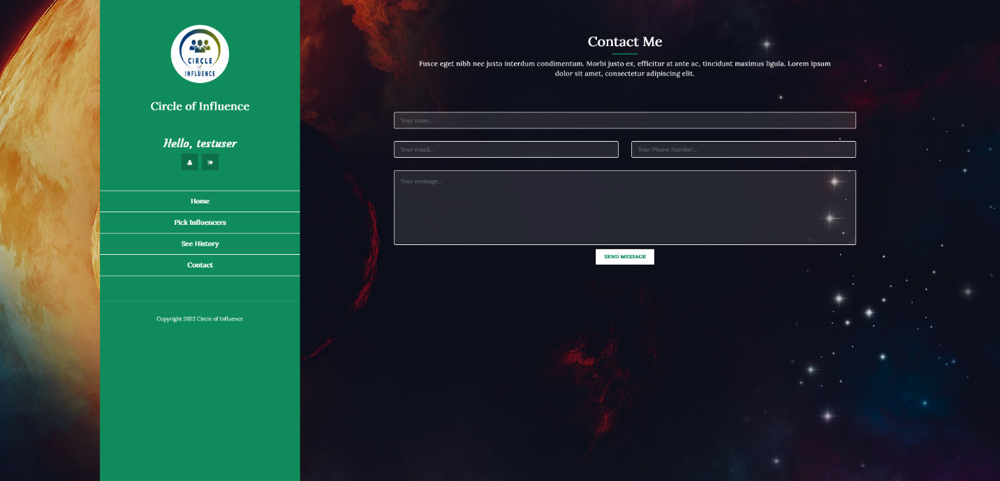 CIRCLE
of
INFLUENCE
Circle of Influence
Hello, testuser
Home
Pick Influencers
See History
Contact
Copyright 2022 Circle of Influence
Contact Me
Fusce eget nibh nec justo interdum condimentum. Morbi justo ex, efficitur at ante ac, tincidunt maximus ligula. Lorem ipsum
dolor sit amet, consectetur adipiscing elit.
Your name...
Your email...
Your Phone Number...
Your message...
SEND MESSAGE